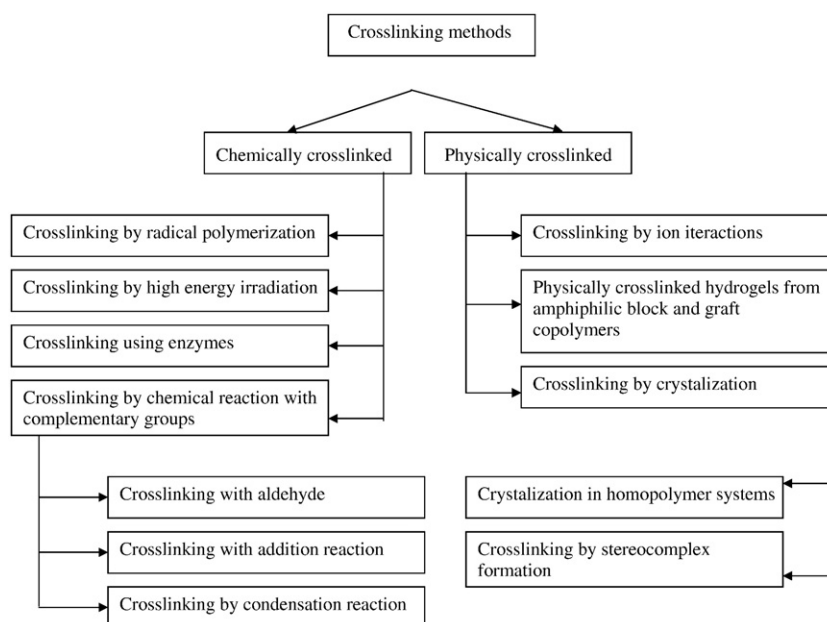 Crosslinking methods
Chemically crosslinked
Physically crosslinked
Crosslinking by radical polymerization
Crosslinking by high energy irradiation
Crosslinking using enzymes
Crosslinking by chemical reaction with
complementary groups
Crosslinking with aldehyde
Crosslinking with addition reaction
Crosslinking by condensation reaction
Crosslinking by ion iteractions
Physically crosslinked hydrogels from
amphiphilic block and graft
copolymers
Crosslinking by crystalization
Crystalization in homopolymer systems
Crosslinking by stereocomplex
formation